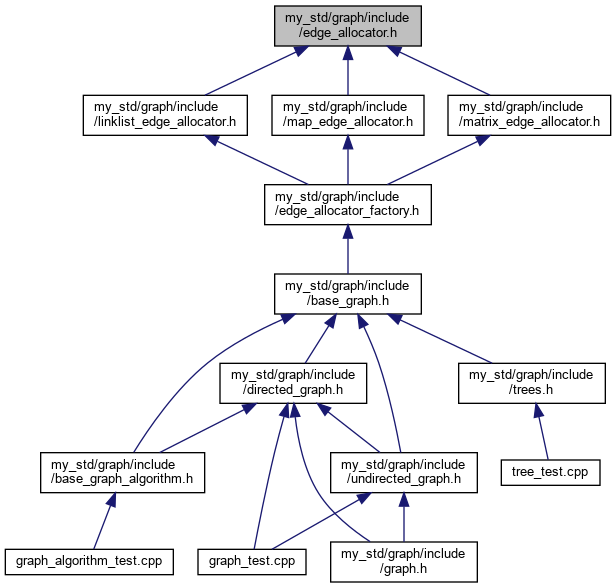 my_std/graph/include
/edge_allocator.h
my_std/graph/include
/linklist_edge_allocator.h
my_std/graph/include
/map_edge_allocator.h
my_std/graph/include
/matrix_edge_allocator.h
my_std/graph/include
/edge_allocator_factory.h
my_std/graph/include
/base_graph.h
my_std/graph/include
/directed_graph.h
my_std/graph/include
/trees.h
my_std/graph/include
/base_graph_algorithm.h
my_std/graph/include
/undirected_graph.h
tree_test.cpp
graph_algorithm_test.cpp
graph_test.cpp
my_std/graph/include
/graph.h